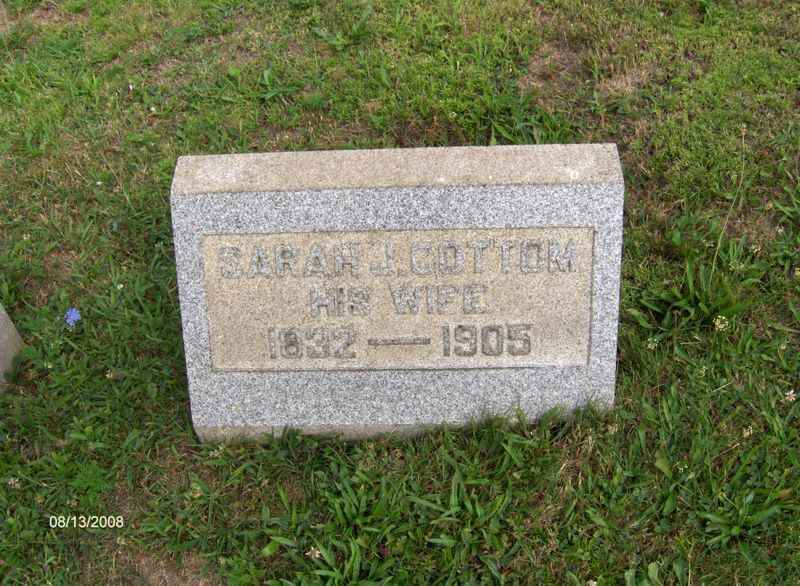 SARAH J. COTTOM
HIS WIFE
1832 — 1905
08/13/2008